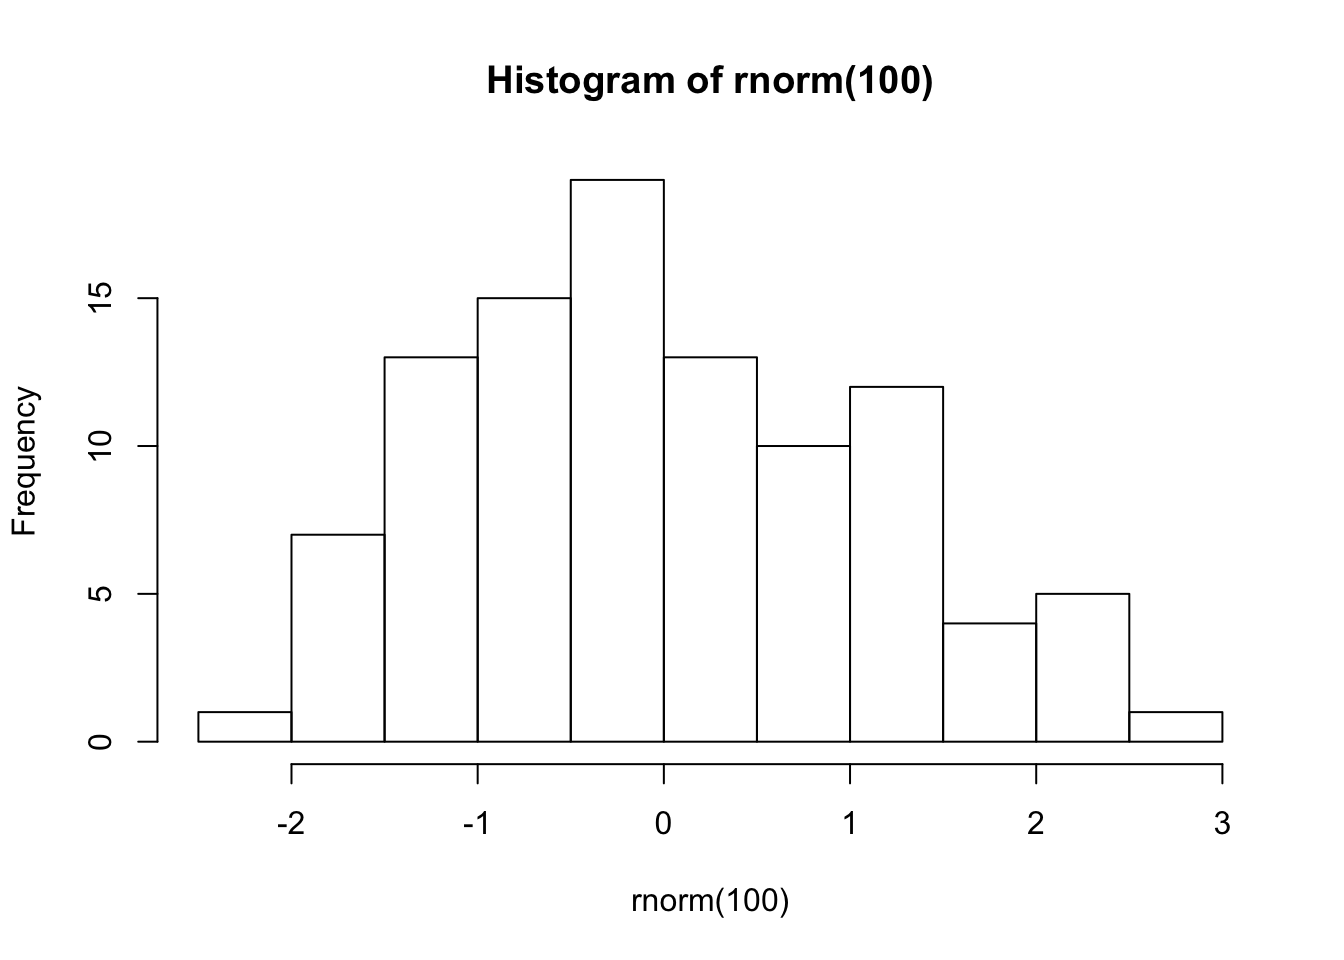 Histogram of rnorm(100)
Frequency
15
10
5
0
-2 -1 0 1 2 3
rnorm(100)